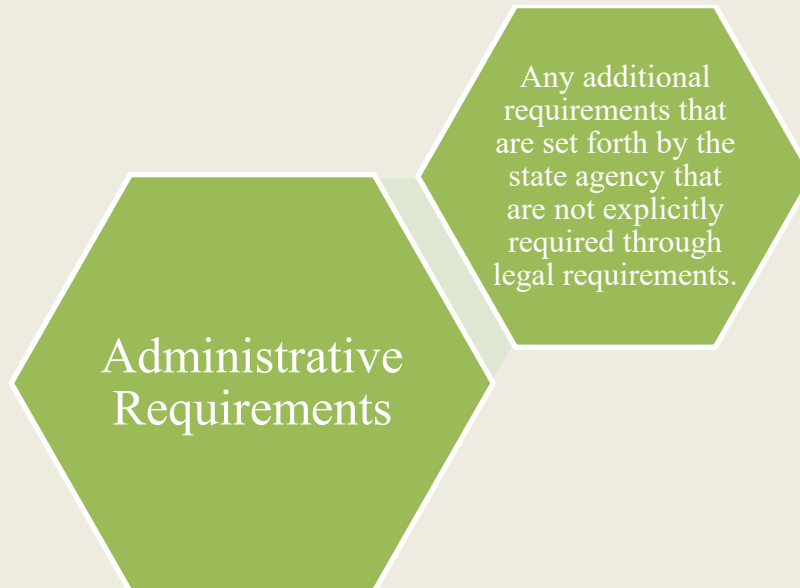 Any additional
requirements that
are set forth by the
state agency that
are not explicitly
required through
legal requirements.
Administrative
Requirements